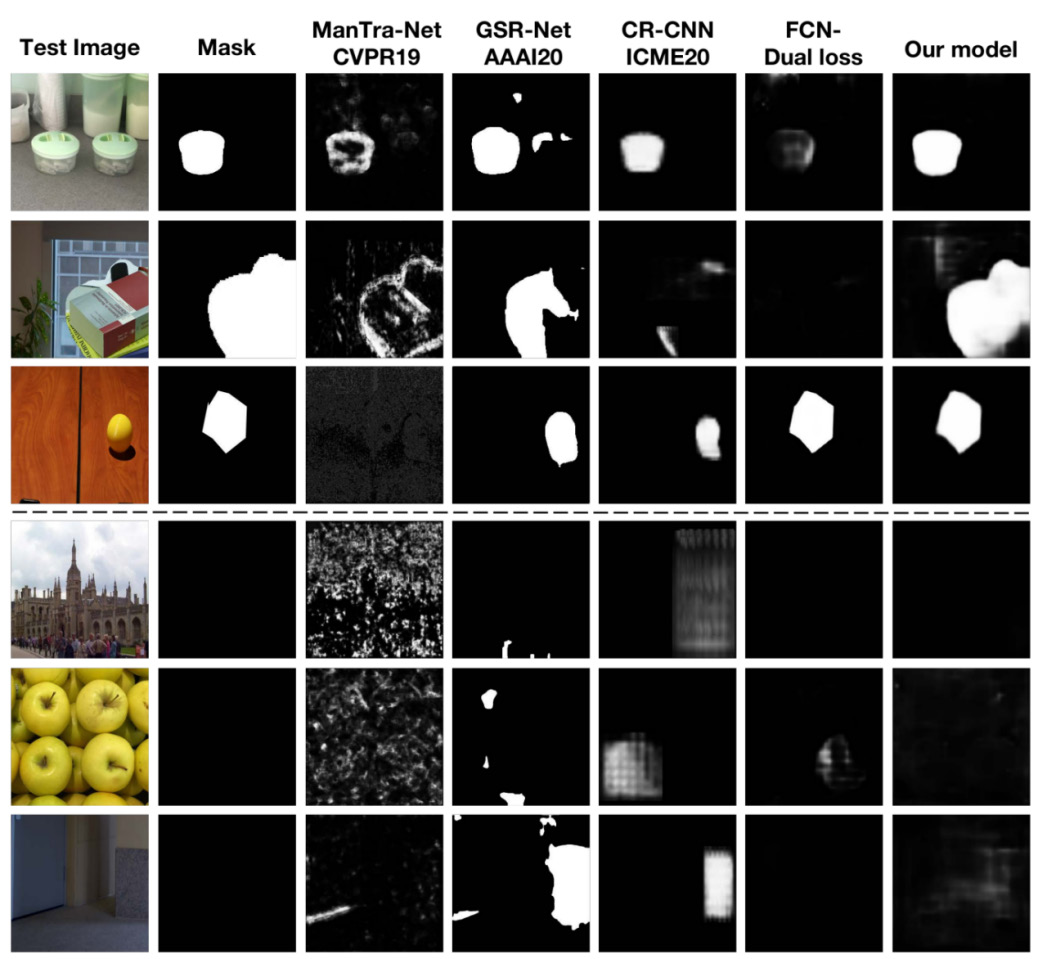 Test Image
Mask
ManTra-Net
CVPR19
GSR-Net
AAAI20
CR-CNN
ICME20
FCN-
Dual loss
Our model